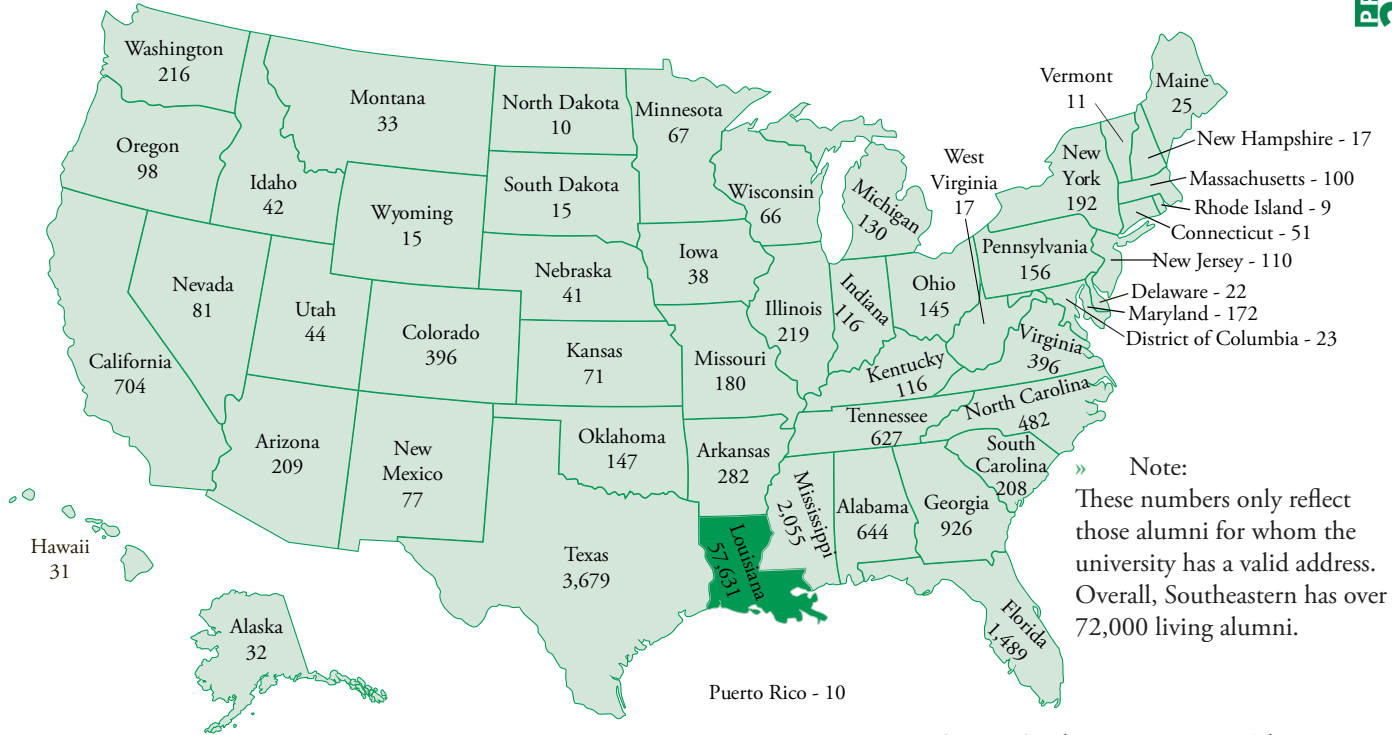 Washington
216
Oregon
98
California
704
Nevada
81
Idaho
42
Montana
33
Wyoming
15
Utah
44
Arizona
209
Colorado
396
New
Mexico
77
North Dakota
10
South Dakota
15
Nebraska
41
Kansas
71
Oklahoma
147
Texas
3,679
Minnesota
67
Iowa
38
Missouri
180
Arkansas
282
Louisiana
57,631
Wisconsin
66
Illinois
219
Michigan
130
Indiana
116
Ohio
145
Kentucky
116
Tennessee
627
Mississippi
2,055
Alabama
644
Georgia
926
Florida
1,489
South
Carolina
208
North Carolina
482
Virginia
396
West
Virginia
17
Pennsylvania
156
New
York
192
Vermont
11
Maine
25
New Hampshire - 17
Massachusetts - 100
Rhode Island - 9
Connecticut - 51
New Jersey - 110
Delaware - 22
Maryland - 172
District of Columbia - 23
Hawaii
31
Alaska
32
Puerto Rico - 10
» Note:
These numbers only reflect
those alumni for whom the
university has a valid address.
Overall, Southeastern has over
72,000 living alumni.